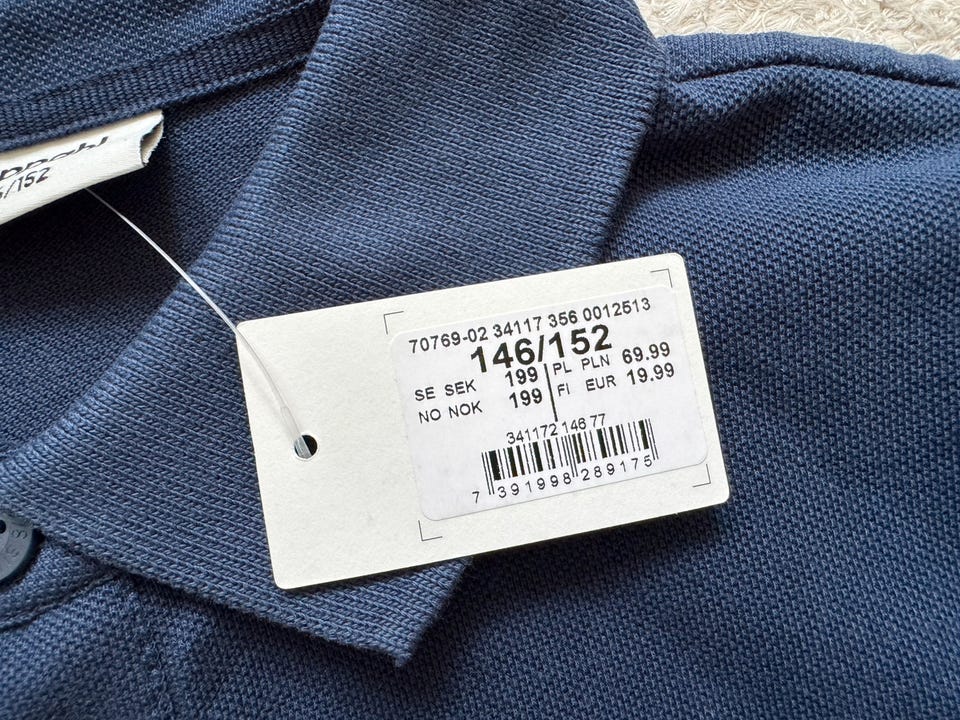 /152
70769-02 34117 356 0012513
146/152
SE SEK 199 PL PLN 69.99
NO NOK 199 FI EUR 19.99
341172 146 77
7 391998 289175